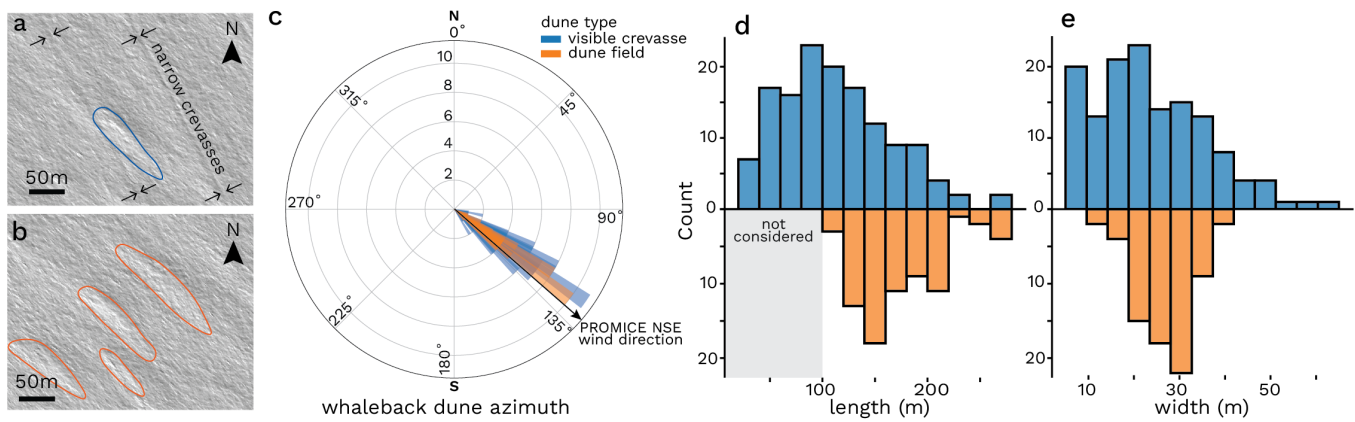 a
N
narrow crevasses
50m
b
N
50m
c
N
0°
45°
90°
135°
180°
S
225°
270°
315°
10
8
6
4
2
PROMICE NSE
wind direction
whaleback dune azimuth
dune type
visible crevasse
dune field
d
Count
20
10
0
10
20
not
considered
100
200
length (m)
e
20
10
0
10
20
10
30
50
width (m)